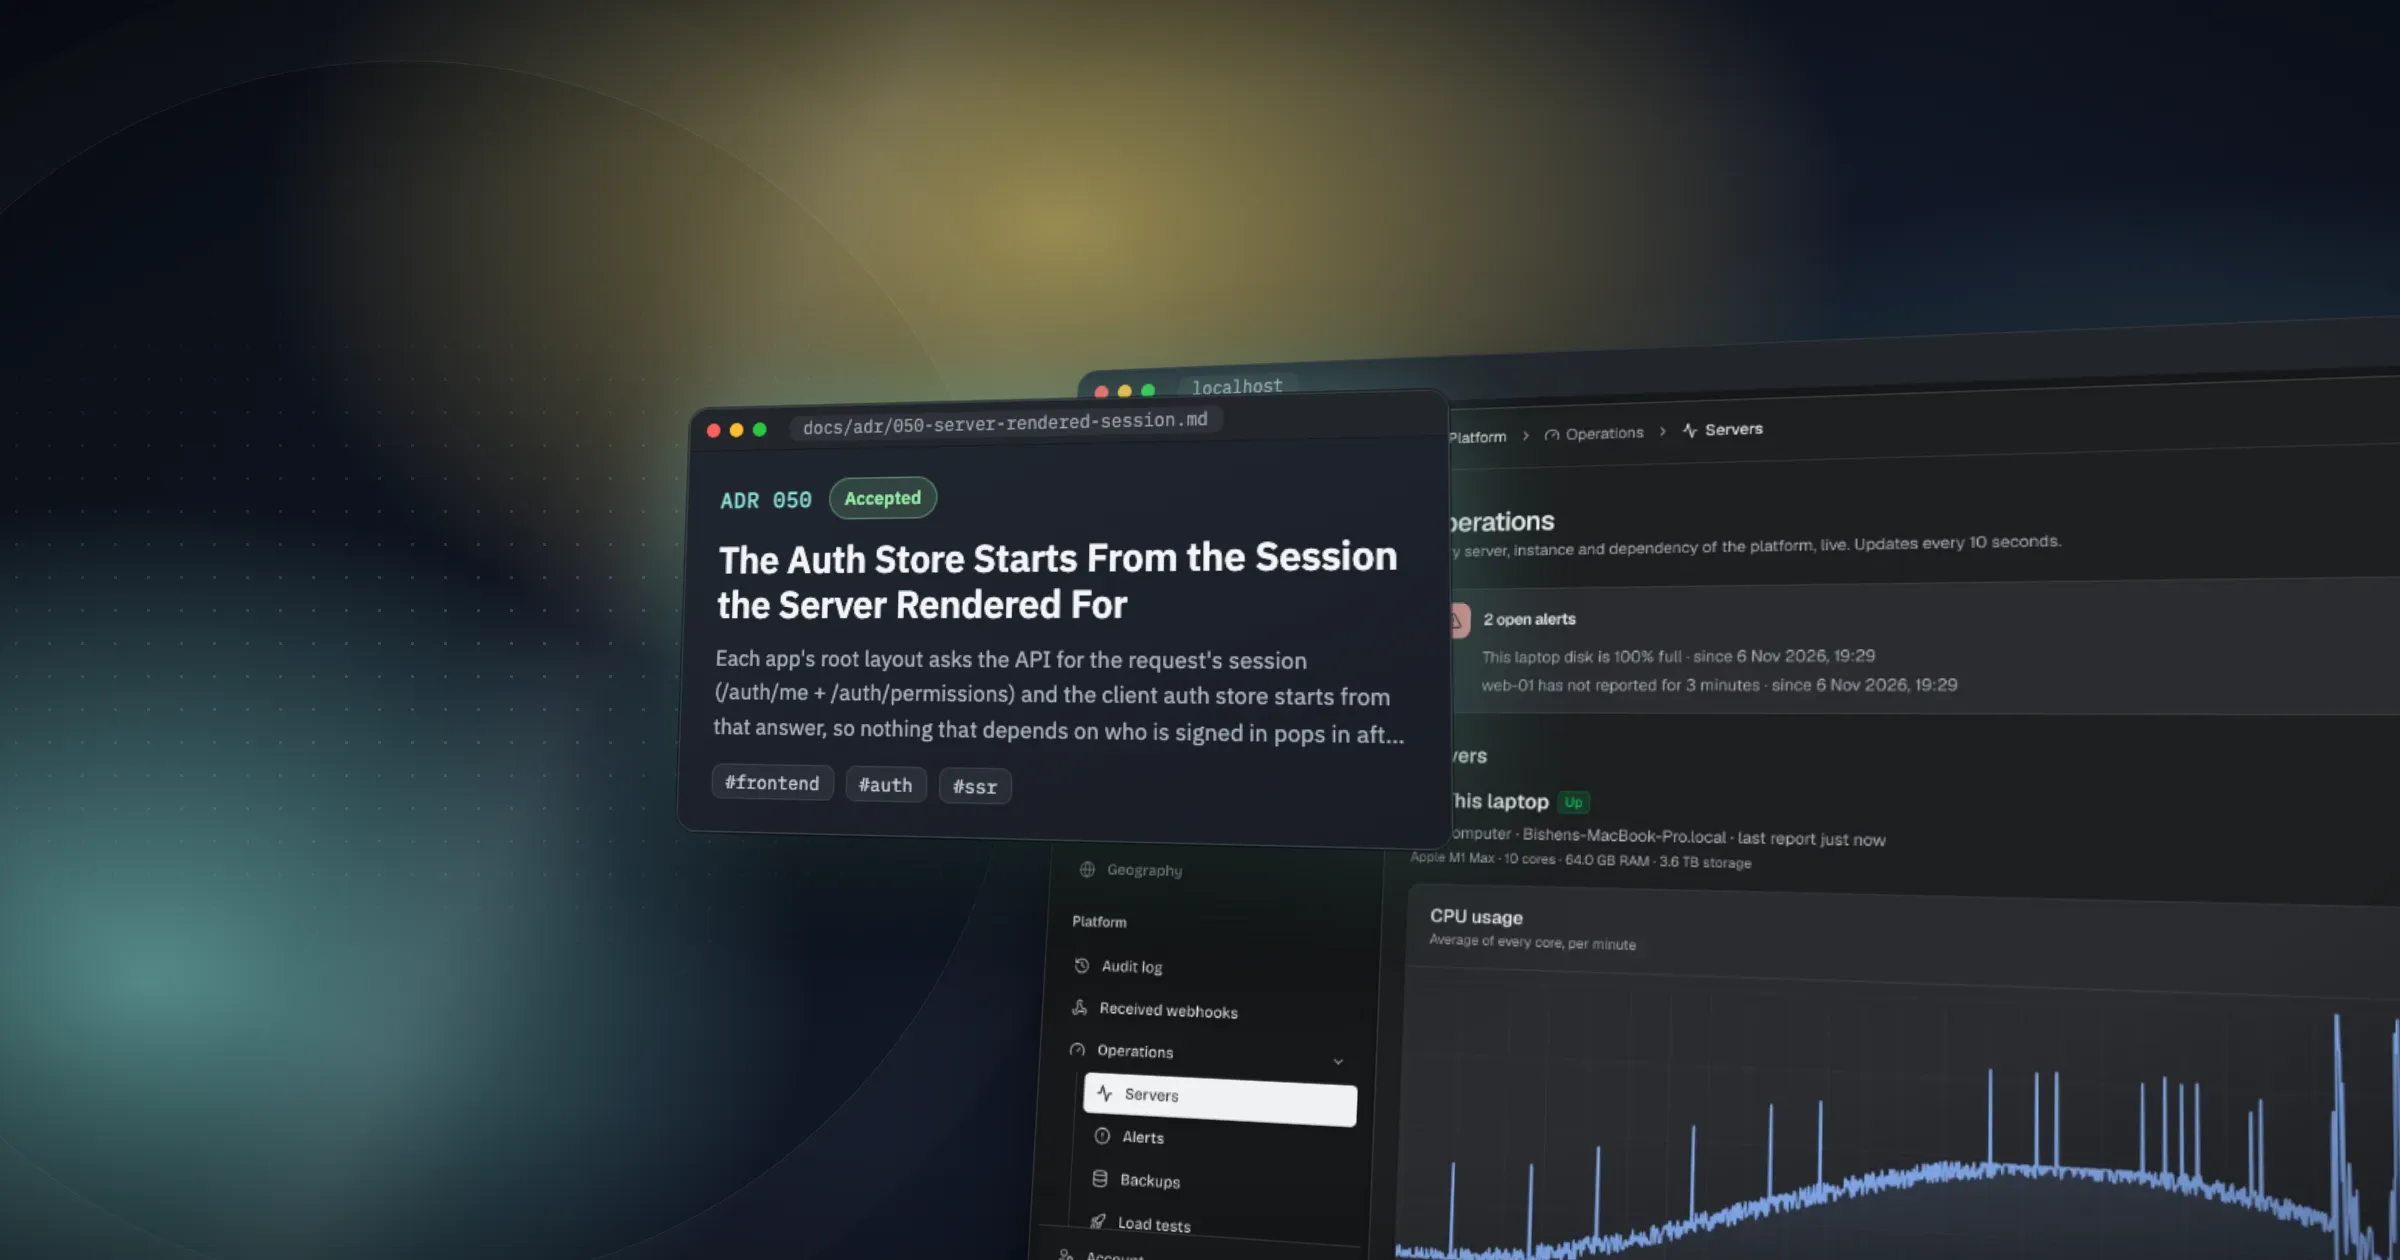 localhost
docs/adr/050-server-rendered-session.md
ADR 050 Accepted
The Auth Store Starts From the Session
the Server Rendered For
Each app's root layout asks the API for the request's session
(/auth/me + /auth/permissions) and the client auth store starts from
that answer, so nothing that depends on who is signed in pops in aft...
#frontend #auth #ssr
Platform > Operations > Servers
perations
y server, instance and dependency of the platform, live. Updates every 10 seconds.
2 open alerts
This laptop disk is 100% full · since 6 Nov 2026, 19:29
web-01 has not reported for 3 minutes · since 6 Nov 2026, 19:29
vers
This laptop Up
omputer · Bishens-MacBook-Pro.local · last report just now
Apple M1 Max · 10 cores · 64.0 GB RAM · 3.6 TB storage
CPU usage
Average of every core, per minute
Geography
Platform
Audit log
Received webhooks
Operations
Servers
Alerts
Backups
Load tests
Account